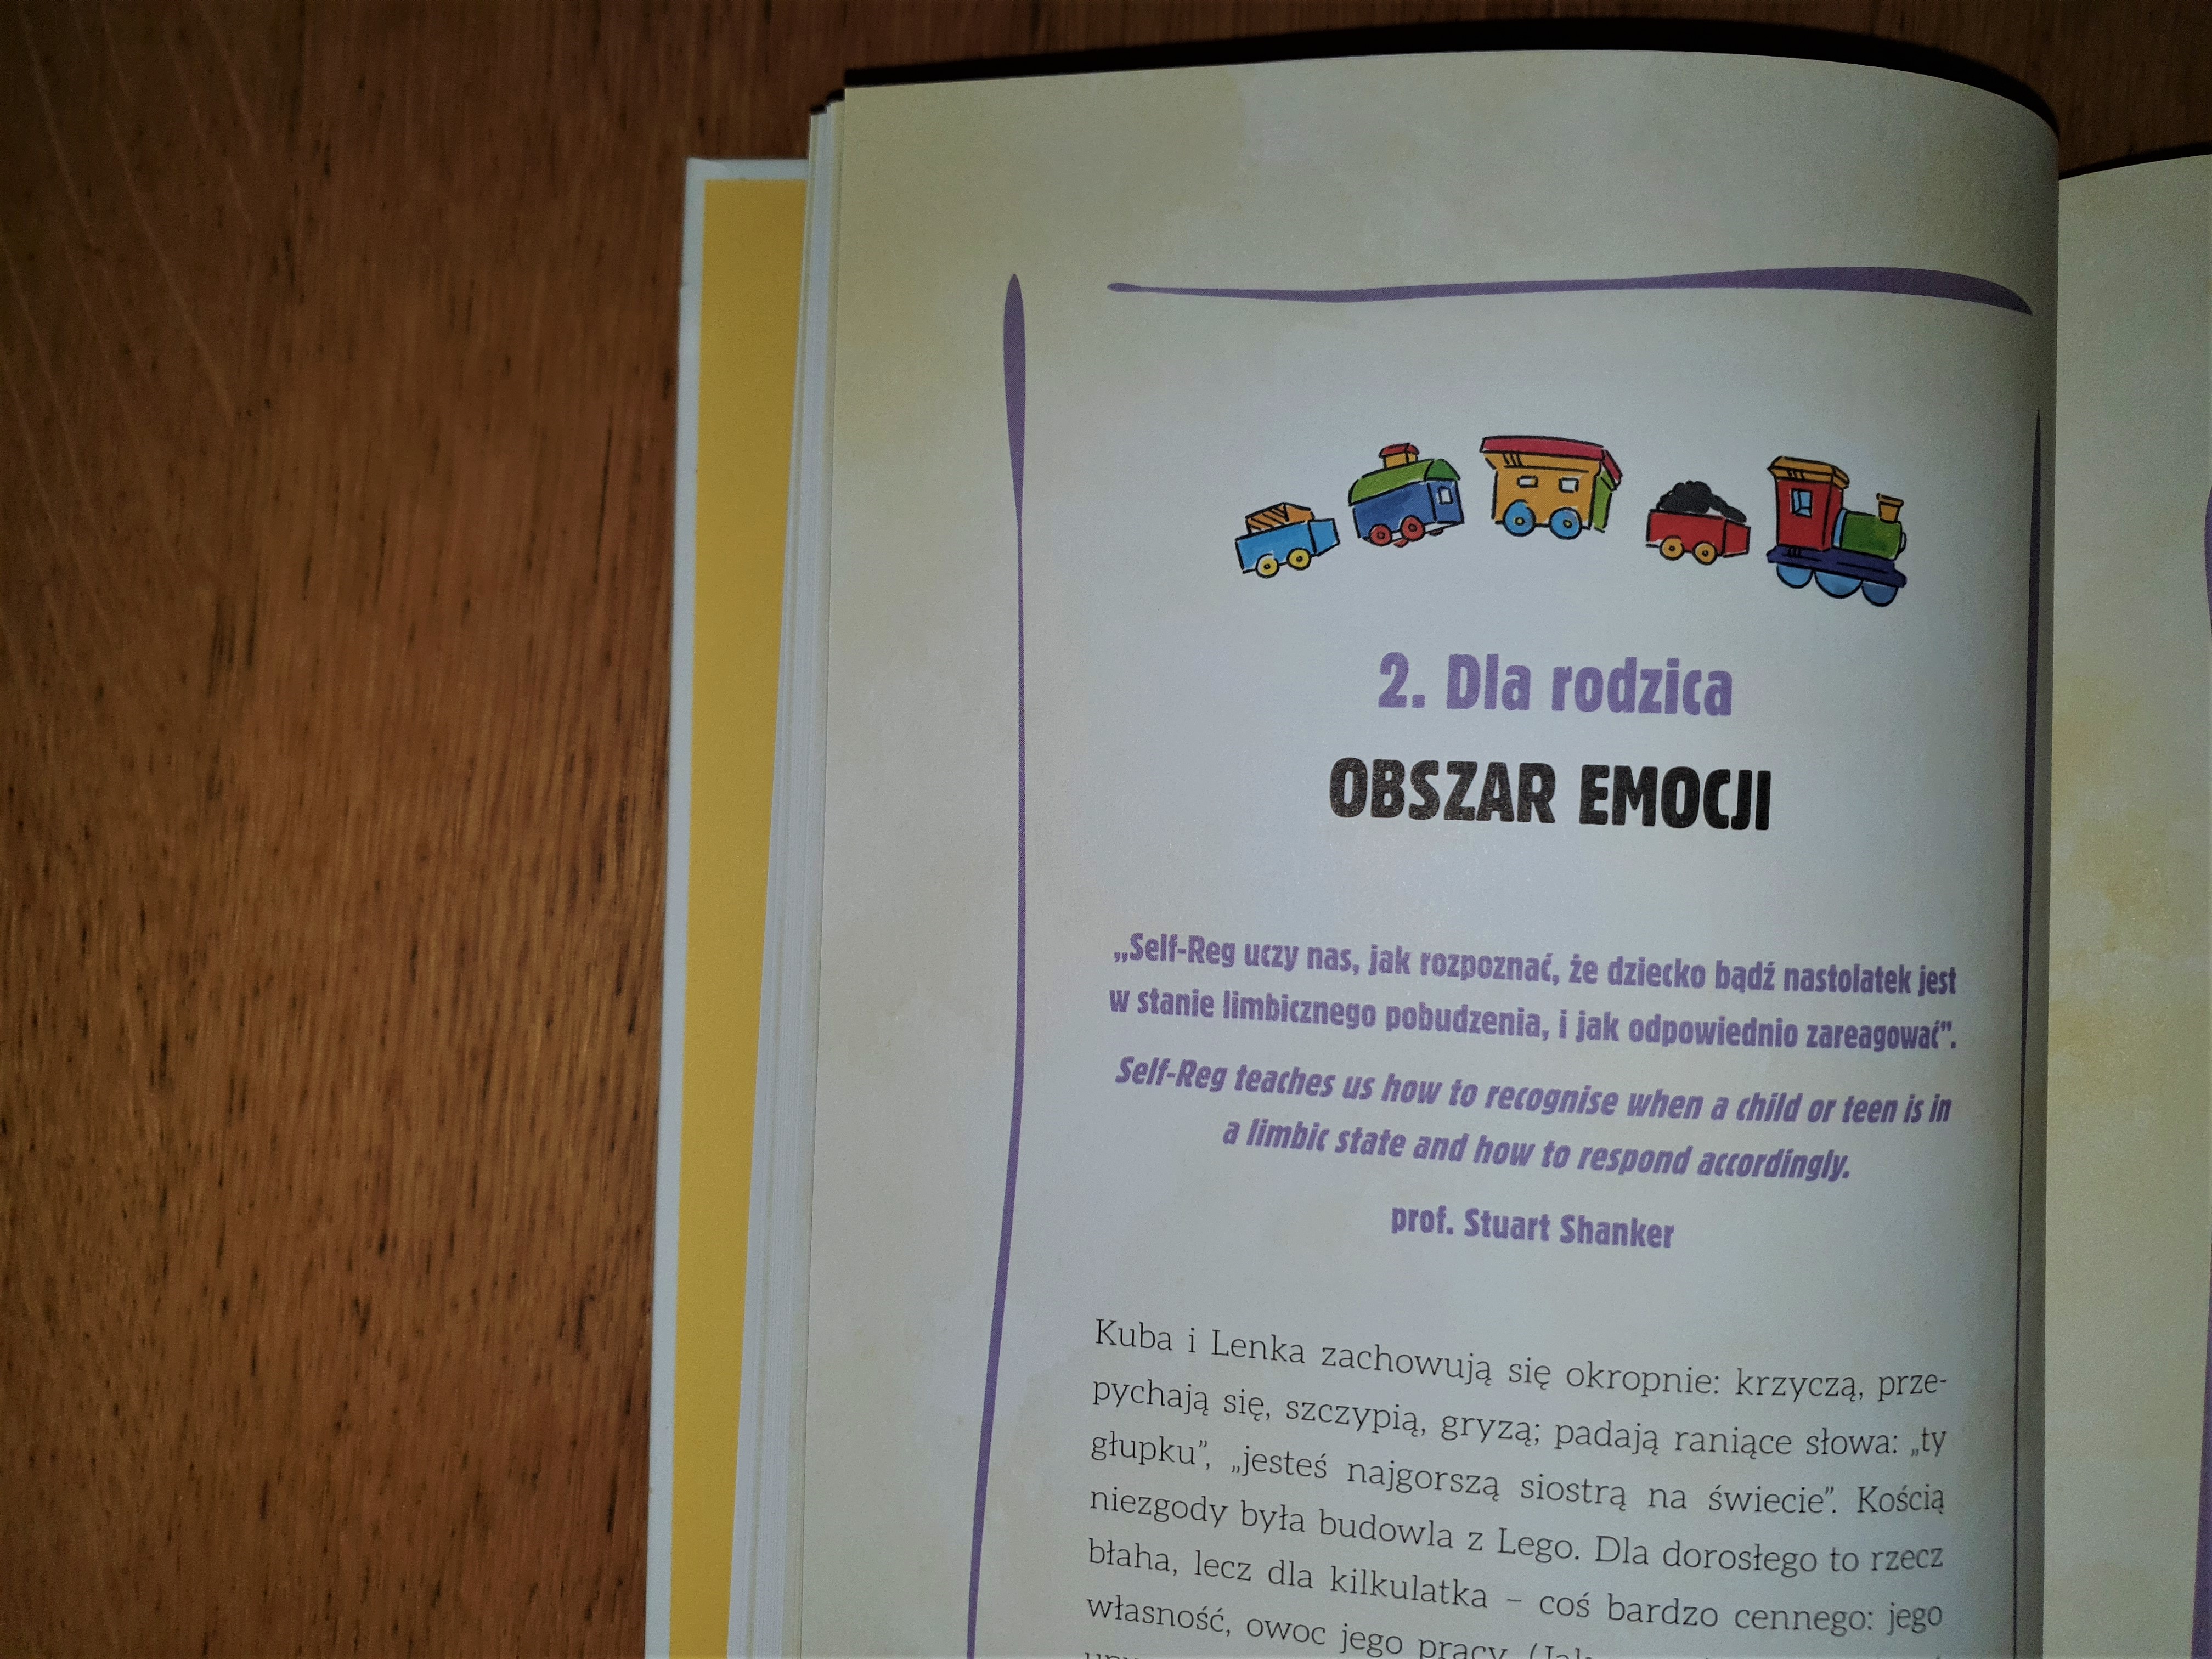 2. Dla rodzica
OBSZAR EMOCJI
„Self-Reg uczy nas, jak rozpoznać, że dziecko bądź nastolatek jest
w stanie limbicznego pobudzenia, i jak odpowiednio zareagować”.
Self-Reg teaches us how to recognise when a child or teen is in
a limbic state and how to respond accordingly.
prof. Stuart Shanker
Kuba i Lenka zachowują się okropnie: krzyczą, prze-
pychają się, szczypią, gryzą; padają raniące słowa: „ty
głupku”, „jesteś najgorszą siostrą na świecie”. Kością
niezgody była budowla z Lego. Dla dorosłego to rzecz
błaha, lecz dla kilkulatka – coś bardzo cennego: jego
własność, owoc jego pracy.